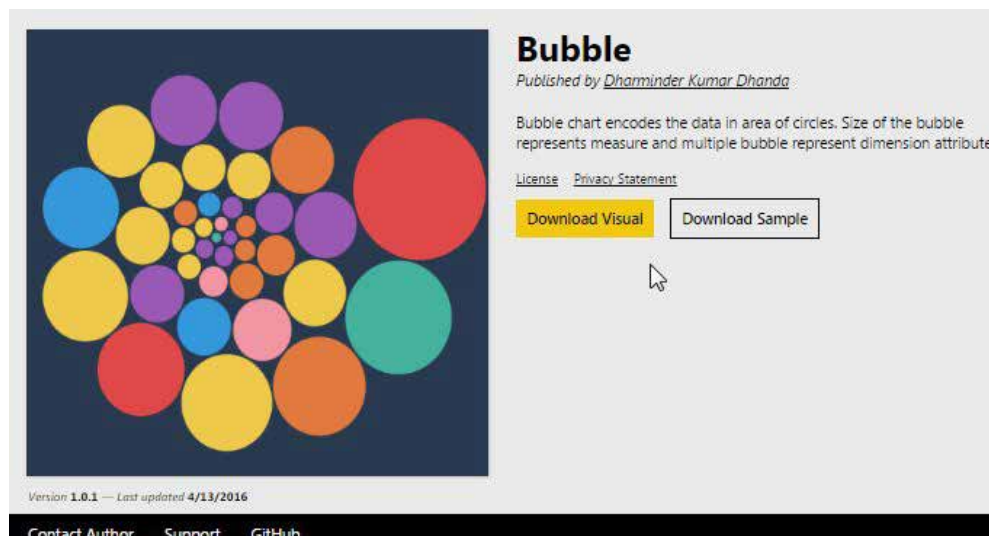 Bubble
Published by Dharminder Kumar Dhanda
Bubble chart encodes the data in area of circles. Size of the bubble
represents measure and multiple bubble represent dimension attribute
License Privacy Statement
Download Visual Download Sample
Version 1.0.1 — Last updated 4/13/2016
Contact Author Support GitHub